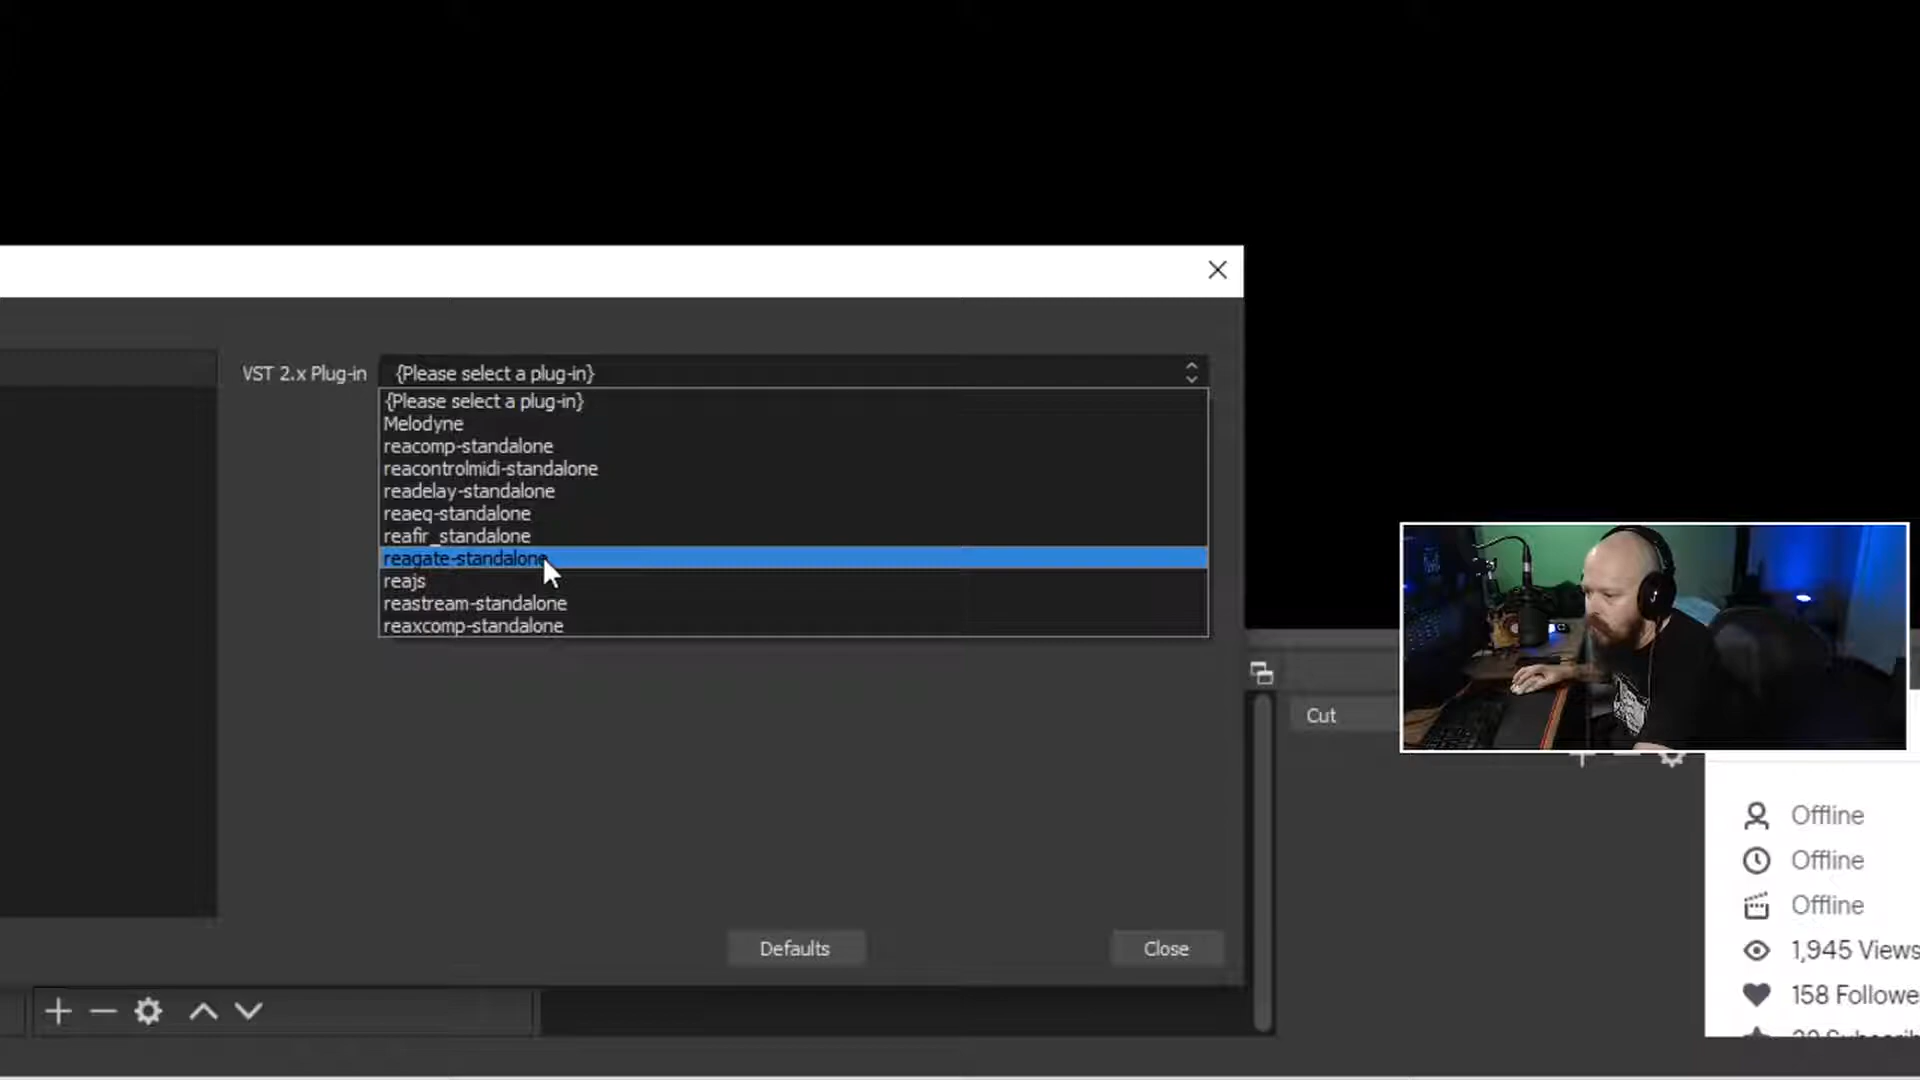 VST 2.x Plug-in
{Please select a plug-in}
{Please select a plug-in}
Melodyne
reacomp-standalone
reacontrolmidi-standalone
readelay-standalone
reaeq-standalone
reafir_standalone
reagate-standalone
reajs
reastream-standalone
reaxcomp-standalone
Cut
Offline
Offline
Offline
1,945 Views
158 Followe
Defaults
Close